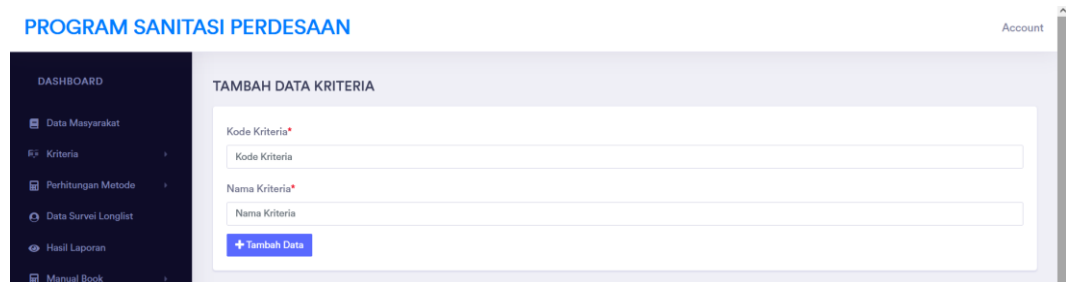 PROGRAM SANITASI PERDESAAN
Account
DASHBOARD
Data Masyarakat
Kriteria
Perhitungan Metode
Data Survei Longlist
Hasil Laporan
Manual Book
TAMBAH DATA KRITERIA
Kode Kriteria*
Kode Kriteria
Nama Kriteria*
Nama Kriteria
+ Tambah Data